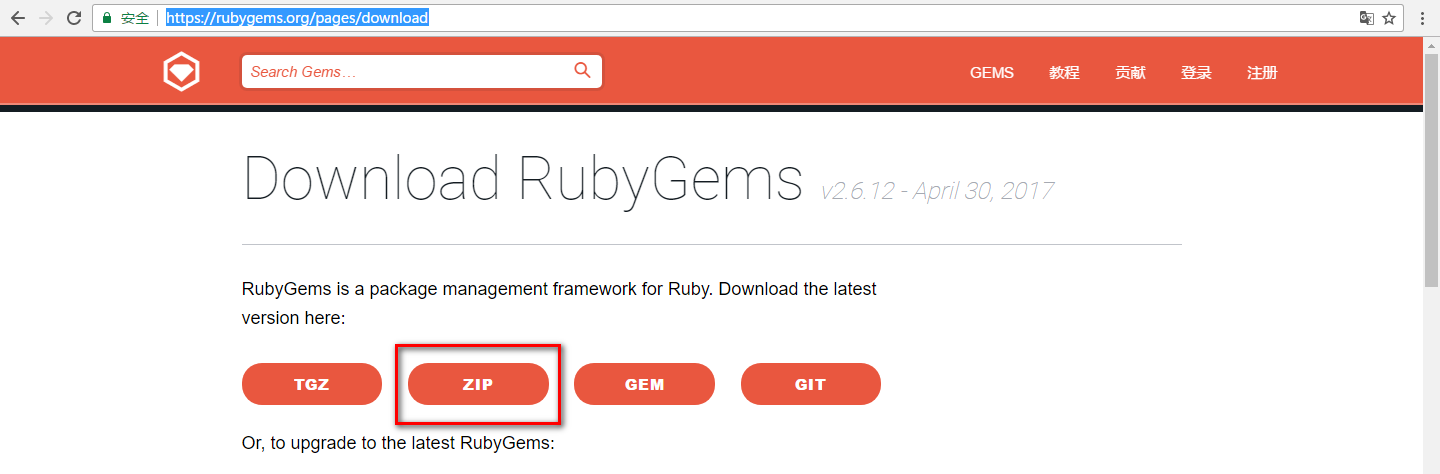 安全
https://rubygems.org/pages/download
Search Gems…
GEMS
教程
贡献
登录
注册
Download RubyGems v2.6.12 - April 30, 2017
RubyGems is a package management framework for Ruby. Download the latest
version here:
TGZ
ZIP
GEM
GIT
Or, to upgrade to the latest RubyGems: